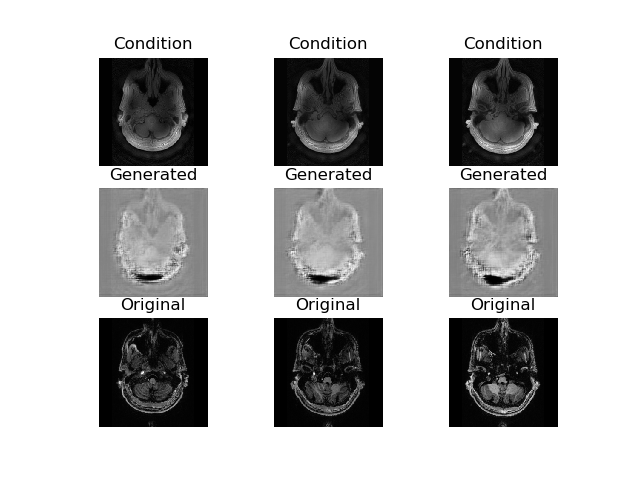 Condition Condition Condition
Generated Generated Generated
Original Original Original